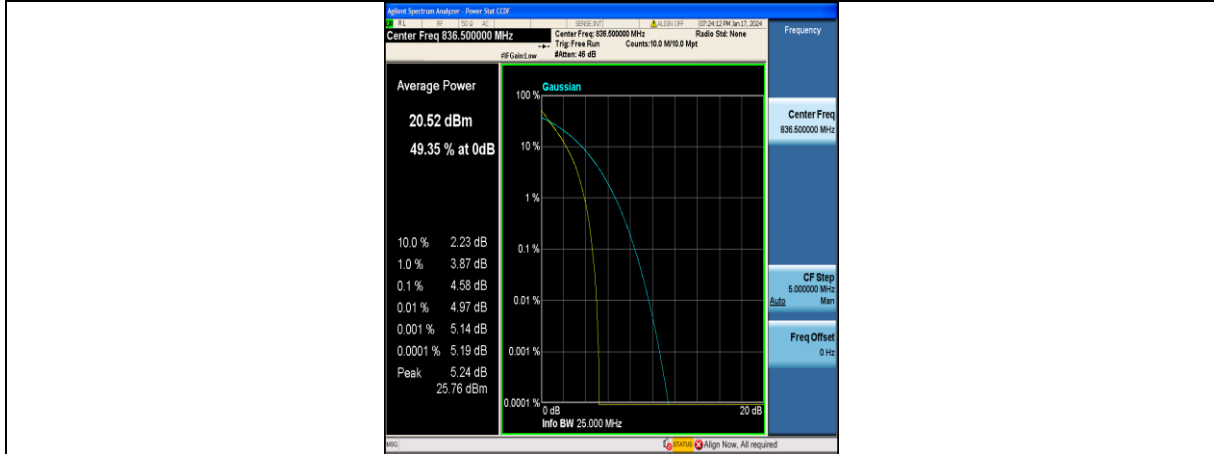 Agilent Spectrum Analyzer - Power Stat CCDF
RL RF 50 Ω AC SENSE:INT ALIGN OFF 07:24:12 PM Jan 17, 2024
Center Freq 836.500000 MHz
Center Freq: 836.500000 MHz Radio Std: None
Trig: Free Run Counts:10.0 M/10.0 Mpt
#IFGain:Low #Atten: 46 dB
Frequency
Average Power
20.52 dBm
49.35 % at 0dB
10.0 % 2.23 dB
1.0 % 3.87 dB
0.1 % 4.58 dB
0.01 % 4.97 dB
0.001 % 5.14 dB
0.0001 % 5.19 dB
Peak 5.24 dB
25.76 dBm
Gaussian
100 %
10 %
1 %
0.1 %
0.01 %
0.001 %
0.0001 %
0 dB 20 dB
Info BW 25.000 MHz
Center Freq
836.500000 MHz
CF Step
5.000000 MHz
Auto Man
Freq Offset
0 Hz
MSG STATUS Align Now, All required